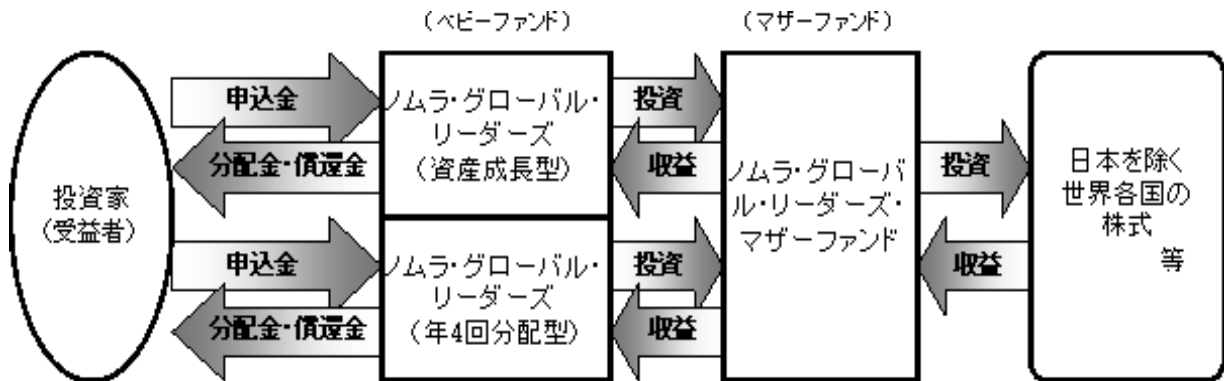 （ベビーファンド）
（マザーファンド）
投資家
（受益者）
申込金
分配金・償還金
申込金
分配金・償還金
ノムラ・グローバル・
リーダーズ
（資産成長型）
ノムラ・グローバル・
リーダーズ
（年4回分配型）
投資
収益
投資
収益
ノムラ・グローバ
ル・リーダーズ・
マザーファンド
投資
収益
日本を除く
世界各国の
株式
等